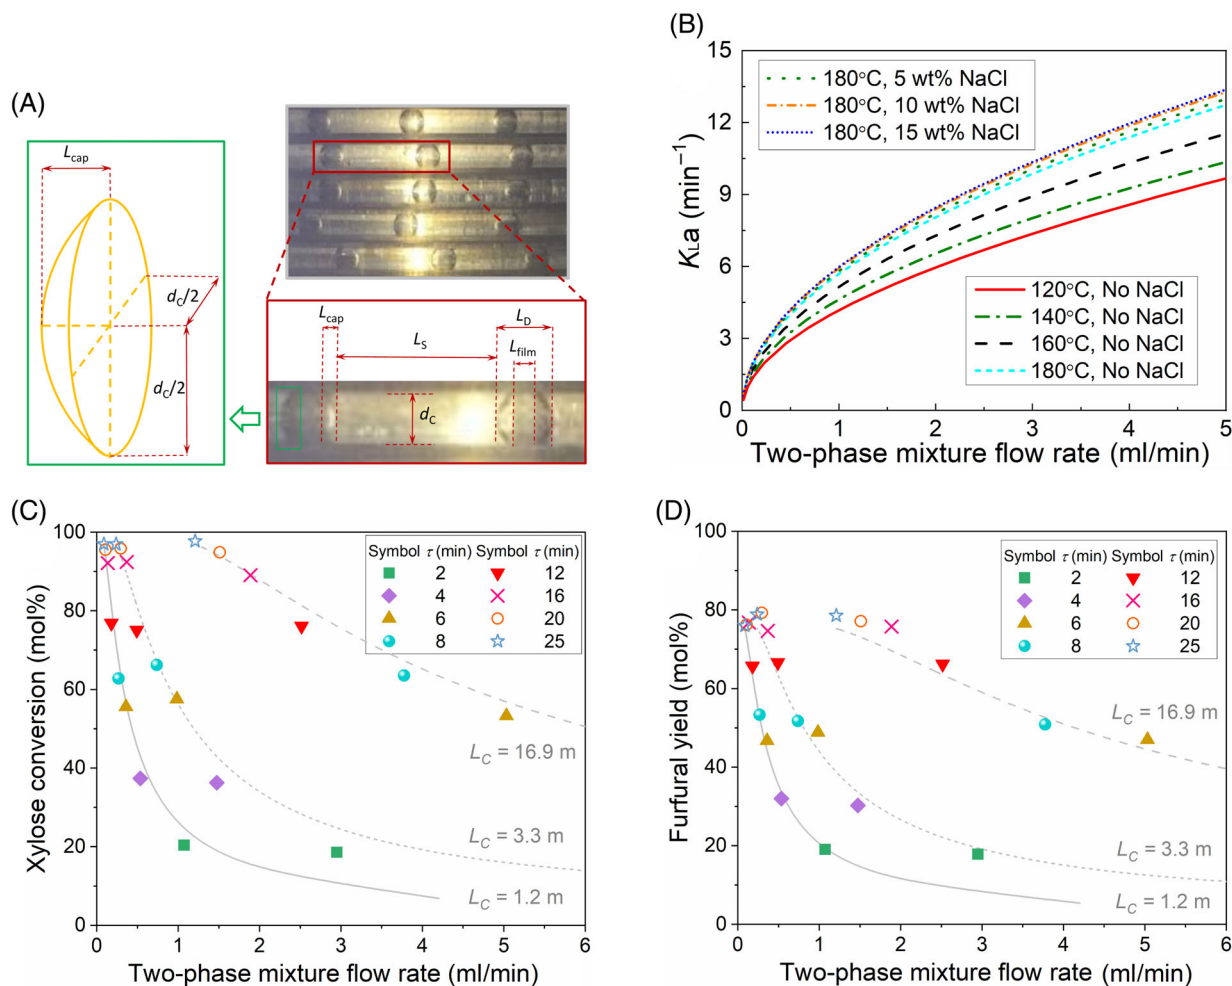 (A)
L_cap
d_C/2
d_C/2
L_cap
L_S
L_D
L_film
d_C
(B)
15
12
9
6
3
0
K_La (min⁻¹)
180°C, 5 wt% NaCl
180°C, 10 wt% NaCl
180°C, 15 wt% NaCl
120°C, No NaCl
140°C, No NaCl
160°C, No NaCl
180°C, No NaCl
0 1 2 3 4 5
Two-phase mixture flow rate (ml/min)
(C)
100
80
60
40
20
0
Xylose conversion (mol%)
Symbol τ (min) Symbol τ (min)
2 12
4 16
6 20
8 25
L_C = 16.9 m
L_C = 3.3 m
L_C = 1.2 m
0 1 2 3 4 5 6
Two-phase mixture flow rate (ml/min)
(D)
100
80
60
40
20
0
Furfural yield (mol%)
Symbol τ (min) Symbol τ (min)
2 12
4 16
6 20
8 25
L_C = 16.9 m
L_C = 3.3 m
L_C = 1.2 m
0 1 2 3 4 5 6
Two-phase mixture flow rate (ml/min)